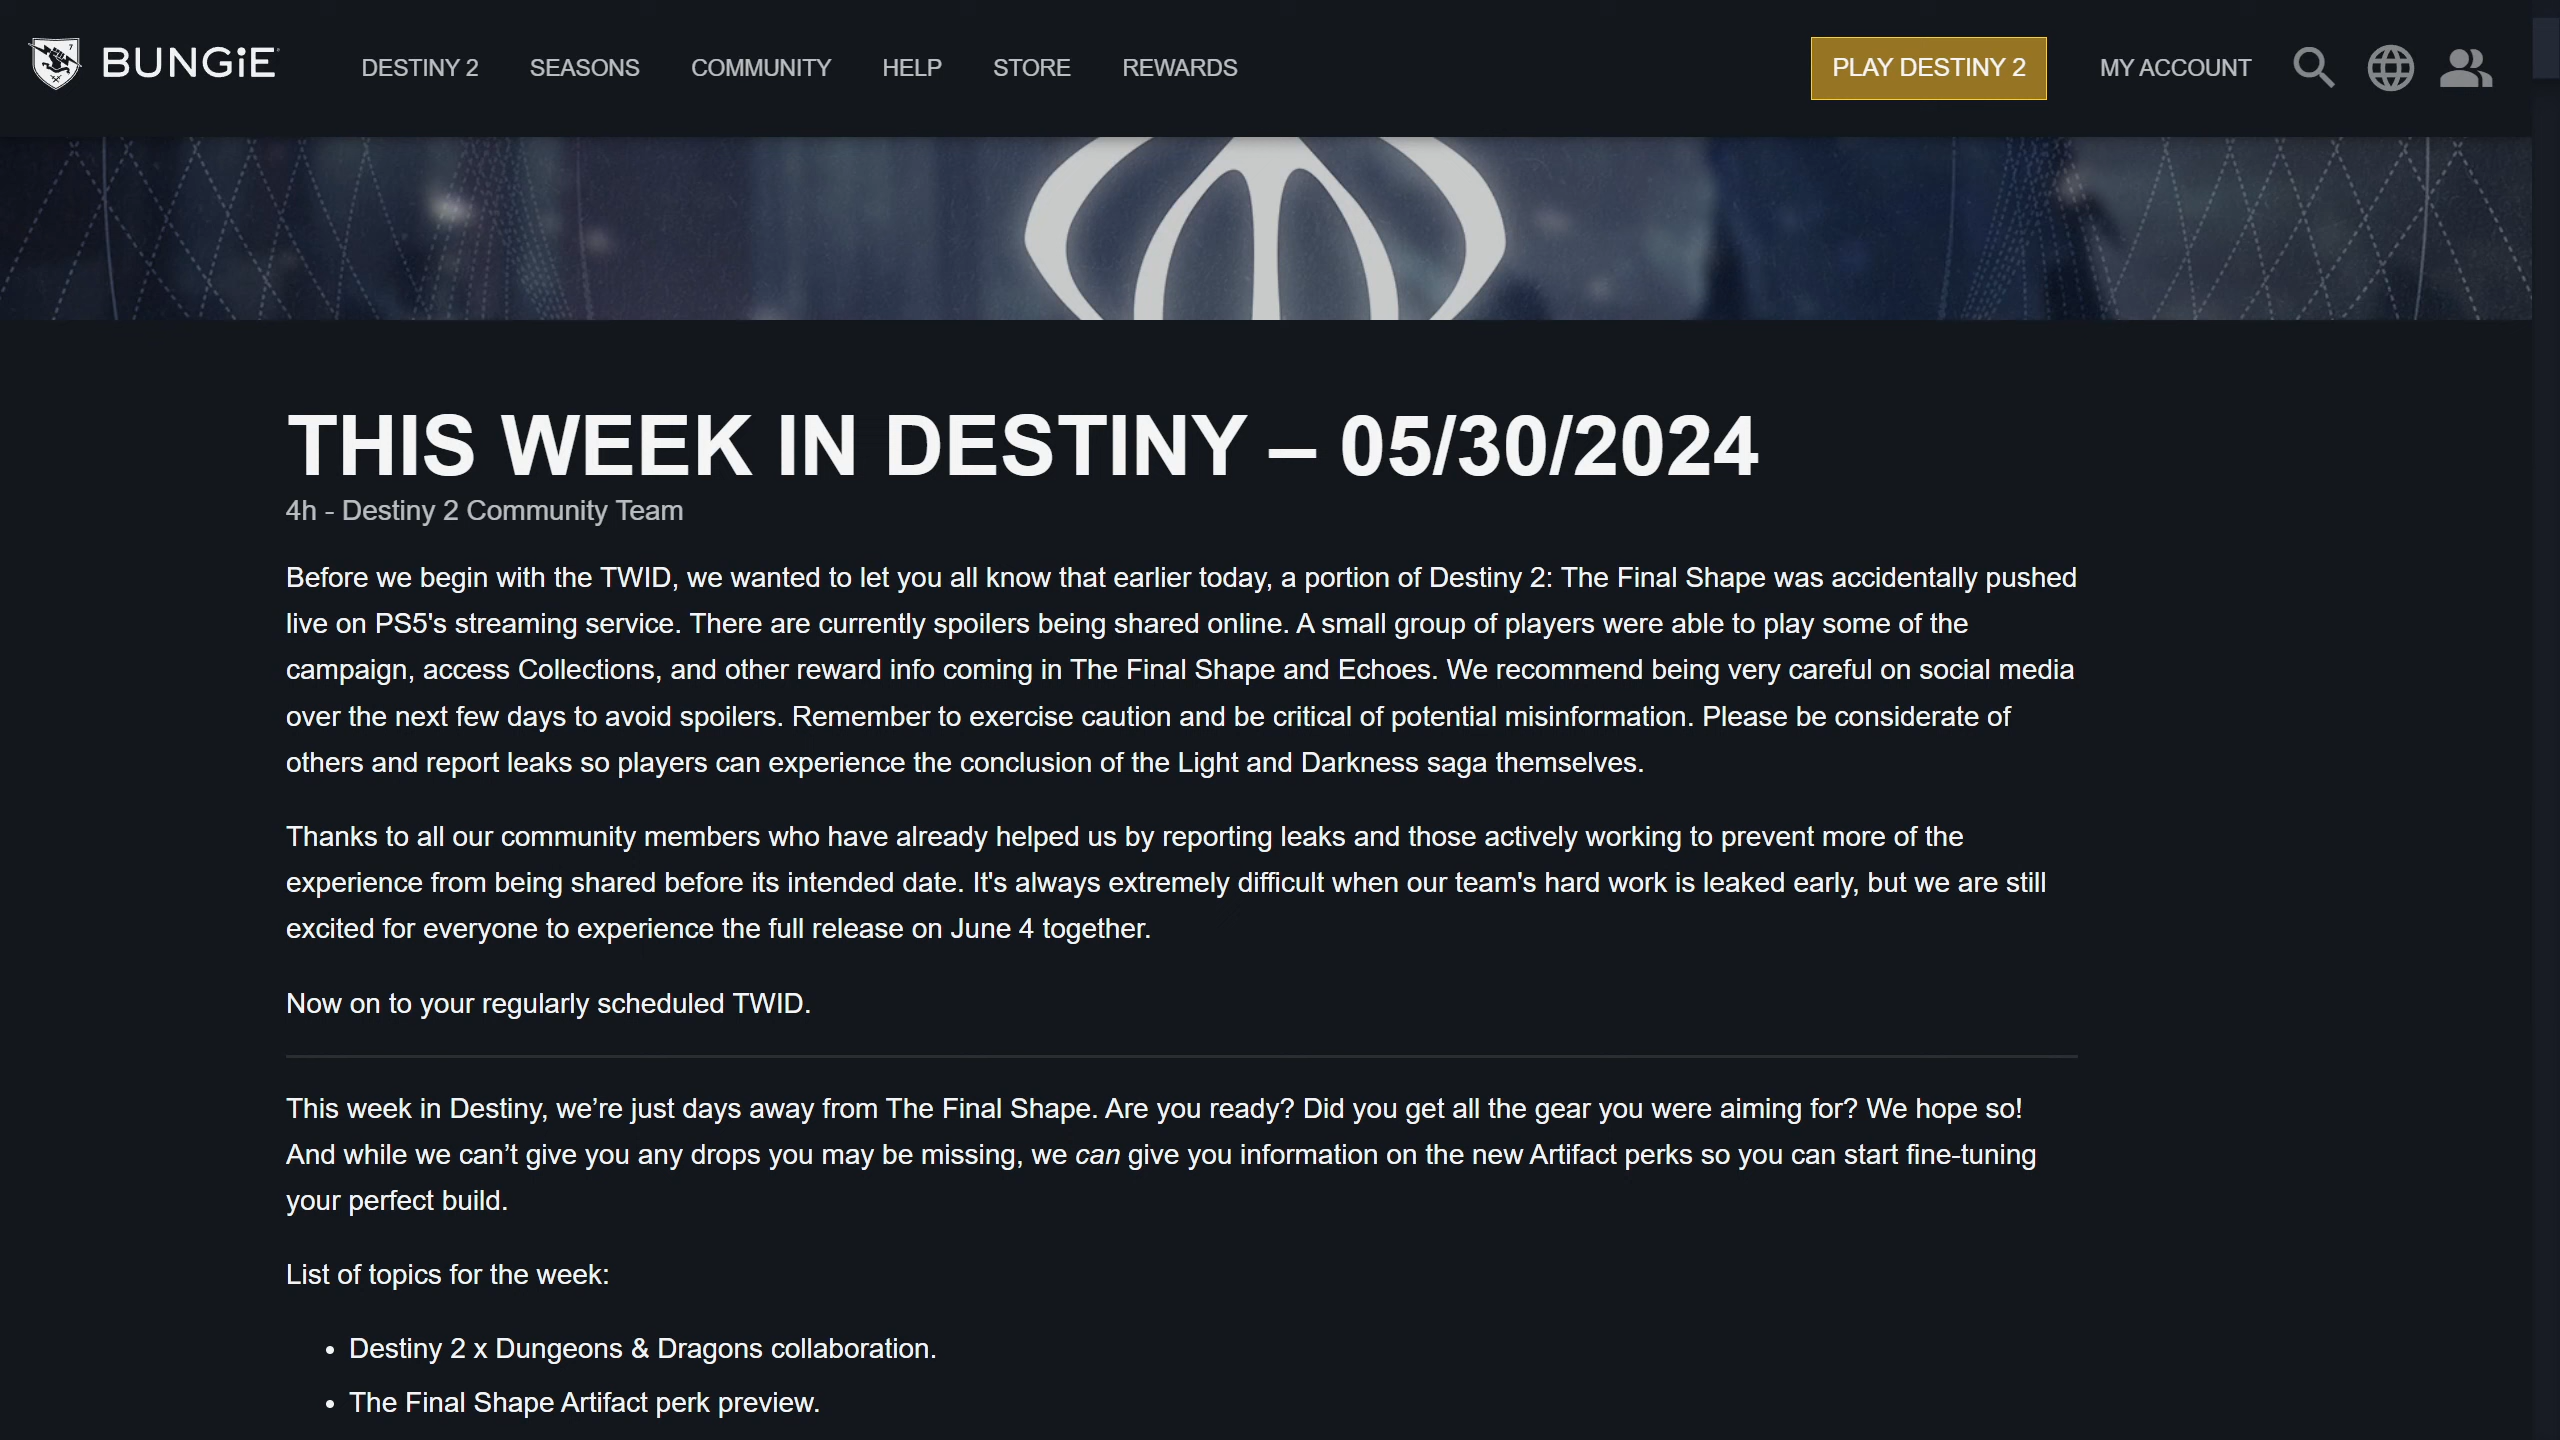 BUNGiE
DESTINY 2 SEASONS COMMUNITY HELP STORE REWARDS PLAY DESTINY 2 MY ACCOUNT
THIS WEEK IN DESTINY – 05/30/2024
4h - Destiny 2 Community Team
Before we begin with the TWID, we wanted to let you all know that earlier today, a portion of Destiny 2: The Final Shape was accidentally pushed
live on PS5's streaming service. There are currently spoilers being shared online. A small group of players were able to play some of the
campaign, access Collections, and other reward info coming in The Final Shape and Echoes. We recommend being very careful on social media
over the next few days to avoid spoilers. Remember to exercise caution and be critical of potential misinformation. Please be considerate of
others and report leaks so players can experience the conclusion of the Light and Darkness saga themselves.
Thanks to all our community members who have already helped us by reporting leaks and those actively working to prevent more of the
experience from being shared before its intended date. It's always extremely difficult when our team's hard work is leaked early, but we are still
excited for everyone to experience the full release on June 4 together.
Now on to your regularly scheduled TWID.
This week in Destiny, we’re just days away from The Final Shape. Are you ready? Did you get all the gear you were aiming for? We hope so!
And while we can’t give you any drops you may be missing, we can give you information on the new Artifact perks so you can start fine-tuning
your perfect build.
List of topics for the week:
• Destiny 2 x Dungeons & Dragons collaboration.
• The Final Shape Artifact perk preview.